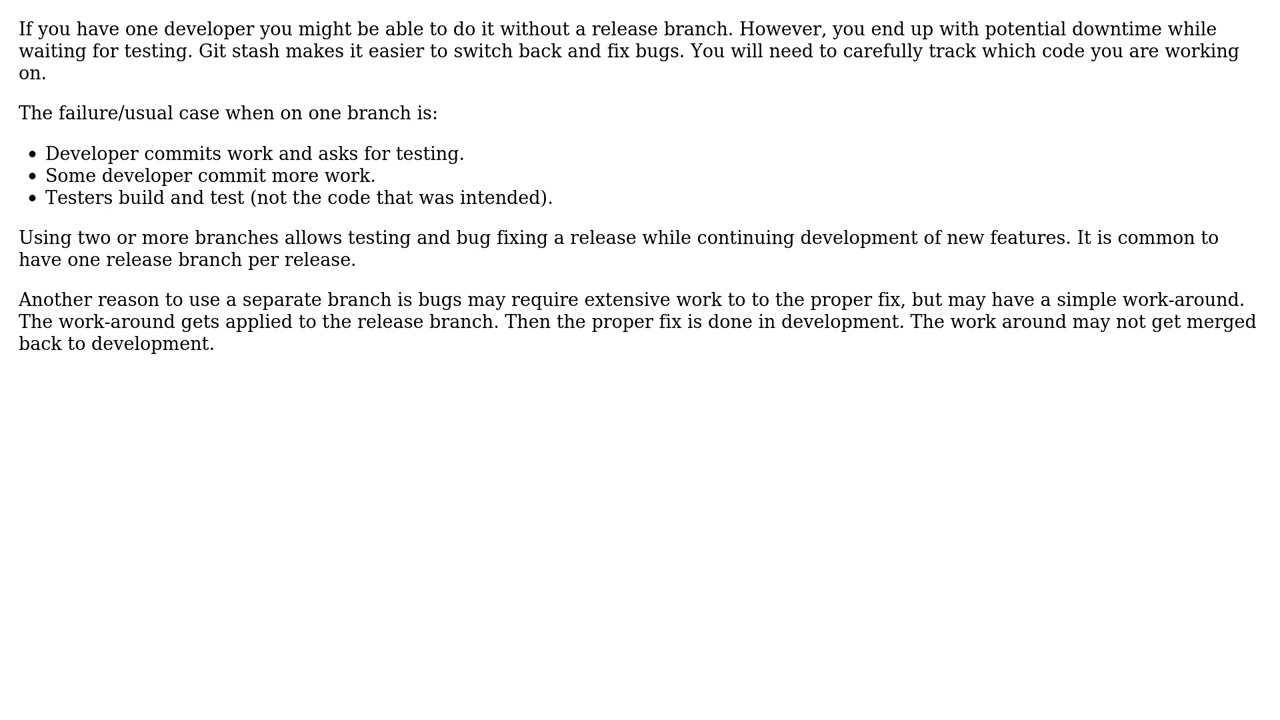 If you have one developer you might be able to do it without a release branch. However, you end up with potential downtime while
waiting for testing. Git stash makes it easier to switch back and fix bugs. You will need to carefully track which code you are working
on.
The failure/usual case when on one branch is:
• Developer commits work and asks for testing.
• Some developer commit more work.
• Testers build and test (not the code that was intended).
Using two or more branches allows testing and bug fixing a release while continuing development of new features. It is common to
have one release branch per release.
Another reason to use a separate branch is bugs may require extensive work to to the proper fix, but may have a simple work-around.
The work-around gets applied to the release branch. Then the proper fix is done in development. The work around may not get merged
back to development.